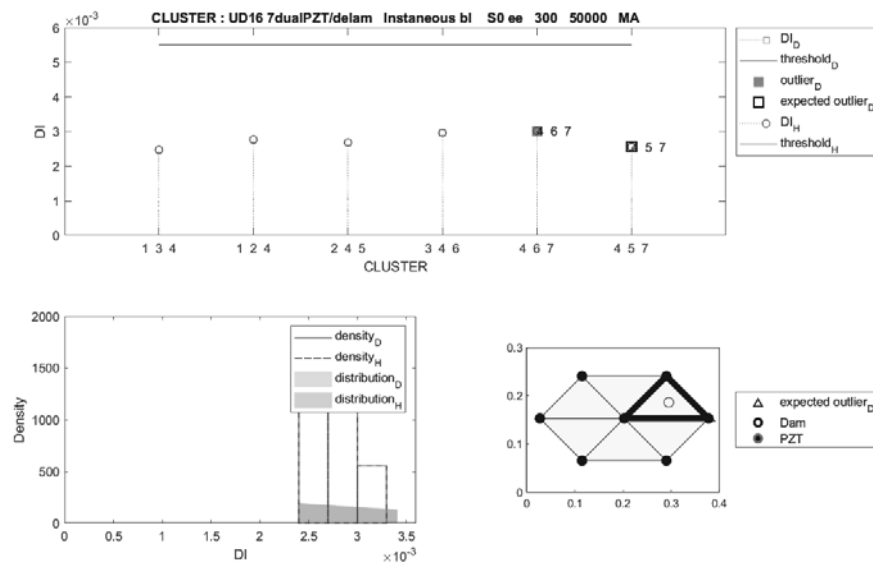 CLUSTER : UD16 7dualPZT/delam Instaneous bl S0 ee 300 50000 MA
×10⁻³
6
5
4
3
2
1
0
DI
4 6 7
5 7
1 3 4
1 2 4
2 4 5
3 4 6
4 6 7
4 5 7
CLUSTER
DI_D
threshold_D
outlier_D
expected outlier_D
DI_H
threshold_H
2000
1500
1000
500
0
Density
density_D
density_H
distribution_D
distribution_H
0
0.5
1
1.5
2
2.5
3
3.5
DI
×10⁻³
0.3
0.2
0.1
0
0
0.1
0.2
0.3
0.4
expected outlier_D
Dam
PZT